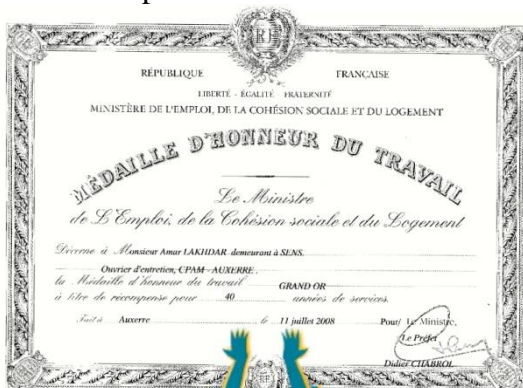 RF
RÉPUBLIQUE FRANÇAISE
LIBERTÉ - ÉGALITÉ - FRATERNITÉ
MINISTÈRE DE L'EMPLOI, DE LA COHÉSION SOCIALE ET DU LOGEMENT
MÉDAILLE D'HONNEUR DU TRAVAIL
Le Ministre
de L'Emploi, de la Cohésion sociale et du Logement
Décerne à Monsieur Amar LAKHDAR demeurant à SENS.
Ouvrier d'entretien, CPAM - AUXERRE .
la Médaille d'honneur du travail GRAND OR
à titre de récompense pour 40 années de services.
Fait à Auxerre le 11 juillet 2008 Pour/ Le Ministre,
Le Préfet
Didier CHABROL